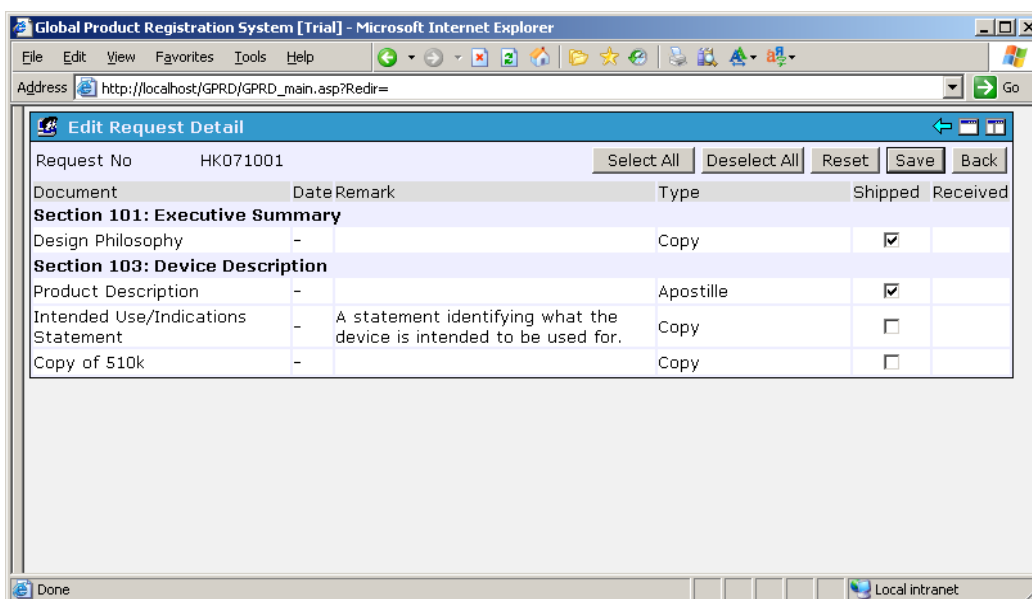 Global Product Registration System [Trial] - Microsoft Internet Explorer
File Edit View Favorites Tools Help
Address http://localhost/GPRD/GPRD_main.asp?Redir= Go
Edit Request Detail
Request No HK071001 Select All Deselect All Reset Save Back
Document Date Remark Type Shipped Received
Section 101: Executive Summary
Design Philosophy - Copy
Section 103: Device Description
Product Description - Apostille
Intended Use/Indications Statement - A statement identifying what the device is intended to be used for. Copy
Copy of 510k - Copy
Done Local intranet